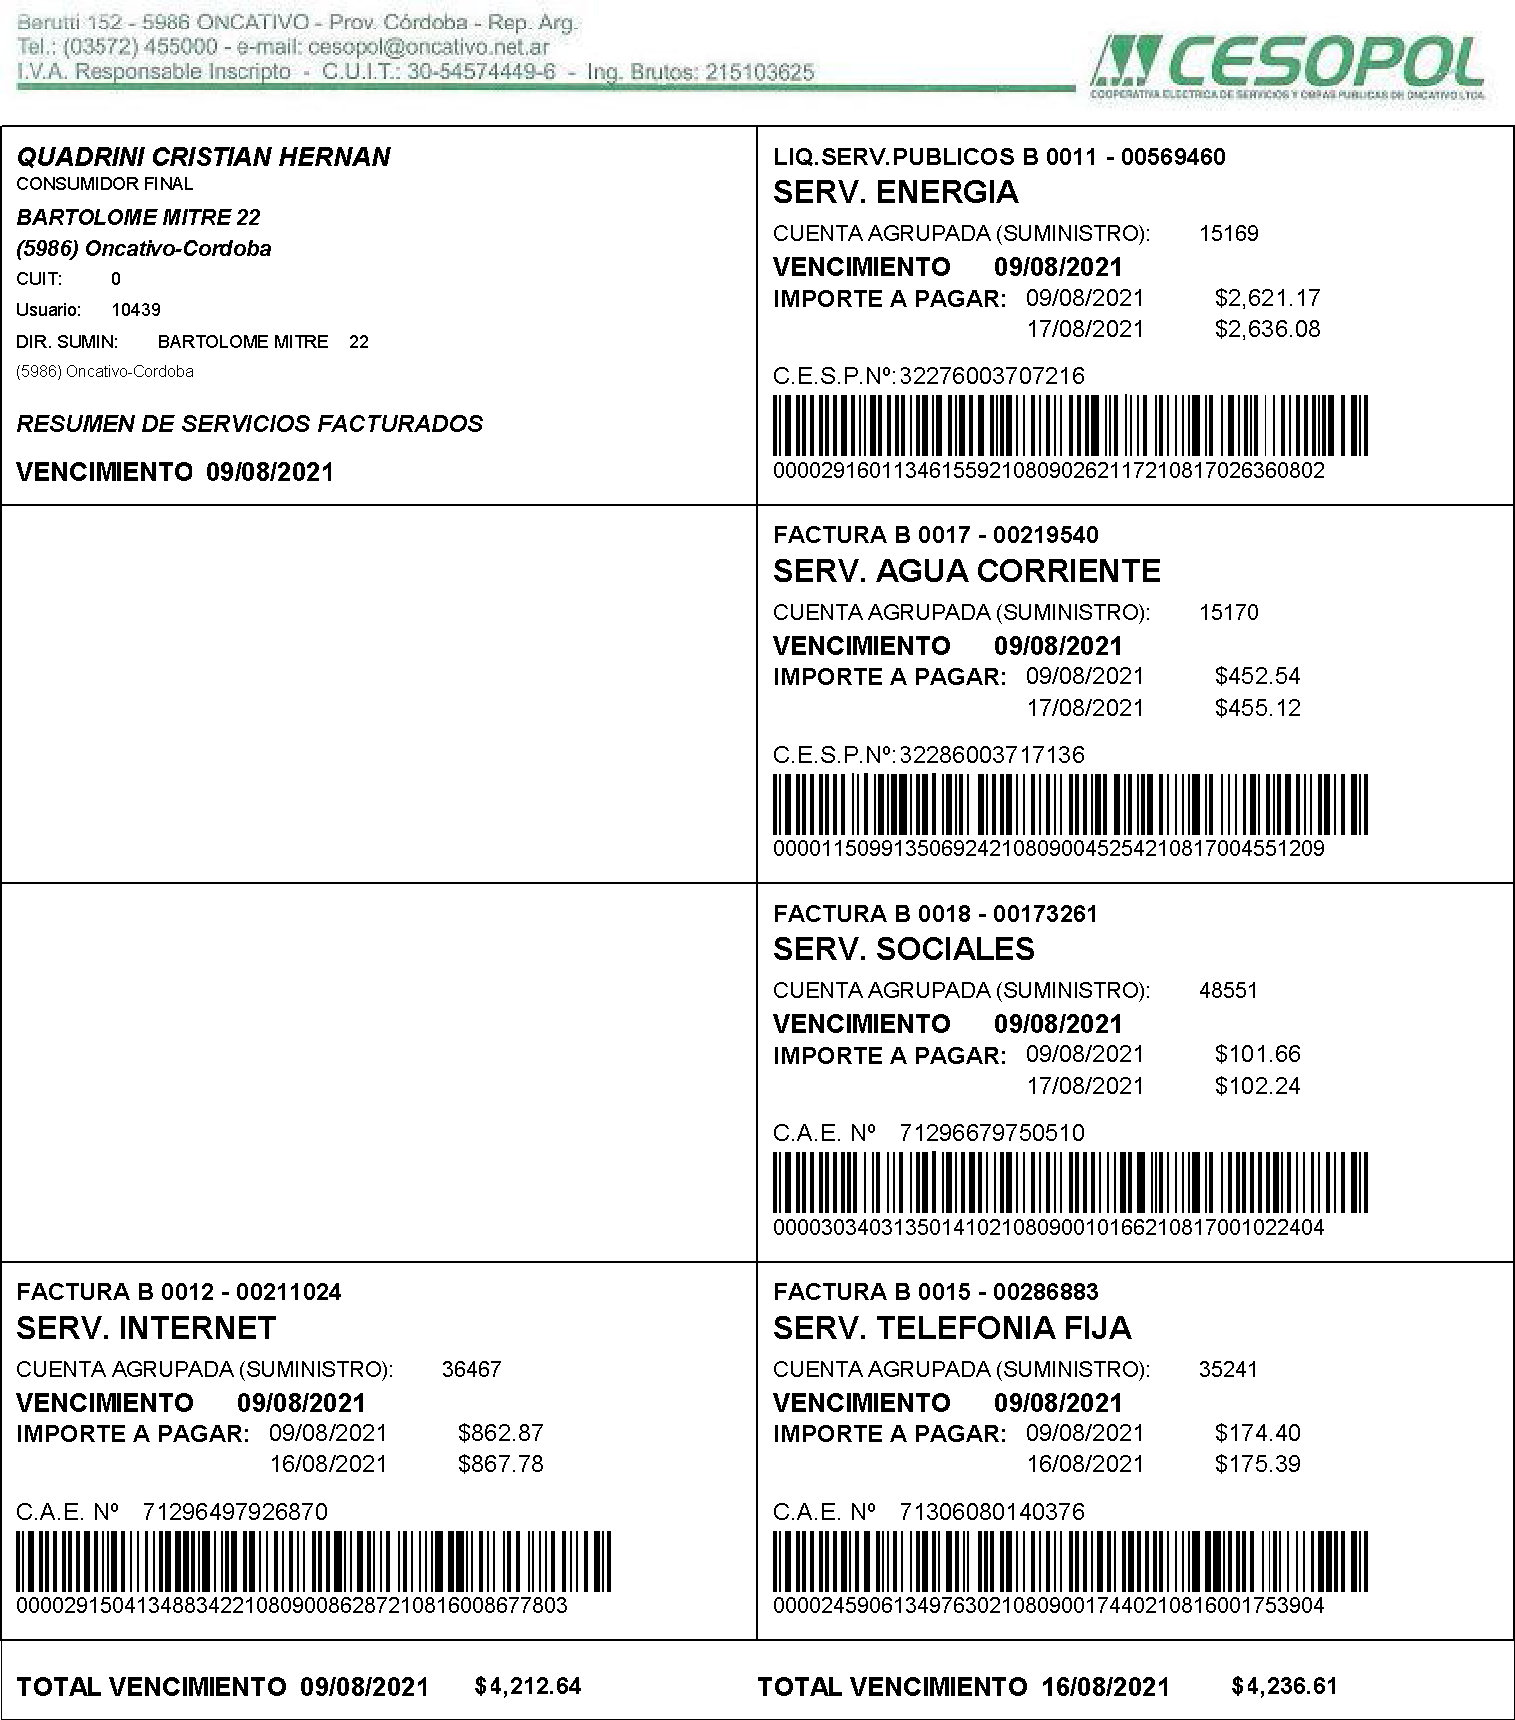 Berutti 152 - 5986 ONCATIVO - Prov. Córdoba - Rep. Arg.
Tel.: (03572) 455000 - e-mail: cesopol@oncativo.net.ar
I.V.A. Responsable Inscripto - C.U.I.T.: 30-54574449-6 - Ing. Brutos: 215103625
CESOPOL
COOPERATIVA ELECTRICA DE SERVICIOS Y OBRAS PUBLICAS DE ONCATIVO LTDA.
QUADRINI CRISTIAN HERNAN
CONSUMIDOR FINAL
BARTOLOME MITRE 22
(5986) Oncativo-Cordoba
CUIT: 0
Usuario: 10439
DIR. SUMIN: BARTOLOME MITRE 22
(5986) Oncativo-Cordoba
RESUMEN DE SERVICIOS FACTURADOS
VENCIMIENTO 09/08/2021
LIQ.SERV.PUBLICOS B 0011 - 00569460
SERV. ENERGIA
CUENTA AGRUPADA (SUMINISTRO): 15169
VENCIMIENTO 09/08/2021
IMPORTE A PAGAR: 09/08/2021 $2,621.17
17/08/2021 $2,636.08
C.E.S.P.Nº: 32276003707216
00002916011346155921080902621172108170263 60802
FACTURA B 0017 - 00219540
SERV. AGUA CORRIENTE
CUENTA AGRUPADA (SUMINISTRO): 15170
VENCIMIENTO 09/08/2021
IMPORTE A PAGAR: 09/08/2021 $452.54
17/08/2021 $455.12
C.E.S.P.Nº: 32286003717136
0000115099135069242108090045254210817004551209
FACTURA B 0018 - 00173261
SERV. SOCIALES
CUENTA AGRUPADA (SUMINISTRO): 48551
VENCIMIENTO 09/08/2021
IMPORTE A PAGAR: 09/08/2021 $101.66
17/08/2021 $102.24
C.A.E. Nº 71296679750510
0000303403135014102108090010166210817001022404
FACTURA B 0012 - 00211024
SERV. INTERNET
CUENTA AGRUPADA (SUMINISTRO): 36467
VENCIMIENTO 09/08/2021
IMPORTE A PAGAR: 09/08/2021 $862.87
16/08/2021 $867.78
C.A.E. Nº 71296497926870
0000291504134883422108090086287210816008677803
FACTURA B 0015 - 00286883
SERV. TELEFONIA FIJA
CUENTA AGRUPADA (SUMINISTRO): 35241
VENCIMIENTO 09/08/2021
IMPORTE A PAGAR: 09/08/2021 $174.40
16/08/2021 $175.39
C.A.E. Nº 71306080140376
0000245906134976302108090017440210816001753904
TOTAL VENCIMIENTO 09/08/2021 $4,212.64
TOTAL VENCIMIENTO 16/08/2021 $4,236.61